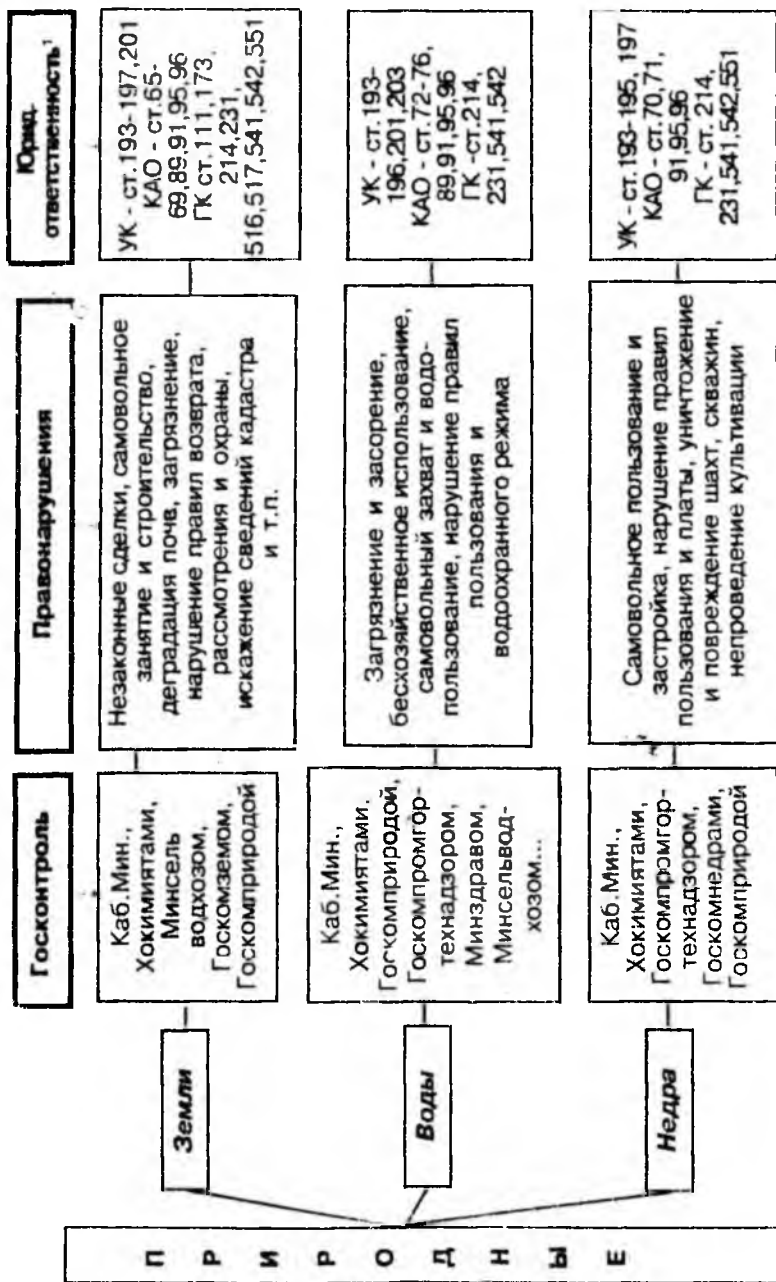 Госконтроль
Правонарушения
Юрид.
ответственность¹
П Р И Р О Д Н Ы Е
Земли
Каб.Мин.,
Хокимиятами,
Минсель
водхозом,
Госкомземом,
Госкомприродой
Незаконные сделки, самовольное
занятие и строительство,
деградация почв, загрязнение,
нарушение правил возврата,
рассмотрения и охраны,
искажение сведений кадастра
и т.п.
УК - ст.193-197,201
КАО - ст.65-
69,89,91,95,96
ГК ст.111,173,
214,231,
516,517,541,542,551
Воды
Каб.Мин.,
Хокимиятами.
Госкомприродой,
Госкомпромгор-
технадзором,
Минздравом,
Минсельвод-
хозом...
Загрязнение и засорение,
бесхозяйственное использование,
самовольный захват и водо-
пользование, нарушение правил
пользования и
водоохранного режима
УК - ст.193-
196,201,203
КАО - ст.72-76,
89,91,95,96
ГК -ст.214,
231,541,542
Недра
Каб.Мин.,
Хокимиятами,
Госкомпромгор-
технадзором,
Госкомнедрами,
Госкомприродой
Самовольное пользование и
застройка, нарушение правил
пользования и платы, уничтожение
и повреждение шахт, скважин,
непроведение культивации
УК - ст.193-195, 197
КАО - ст.70,71,
91,95,96
ГК - ст. 214,
231,541,542,551